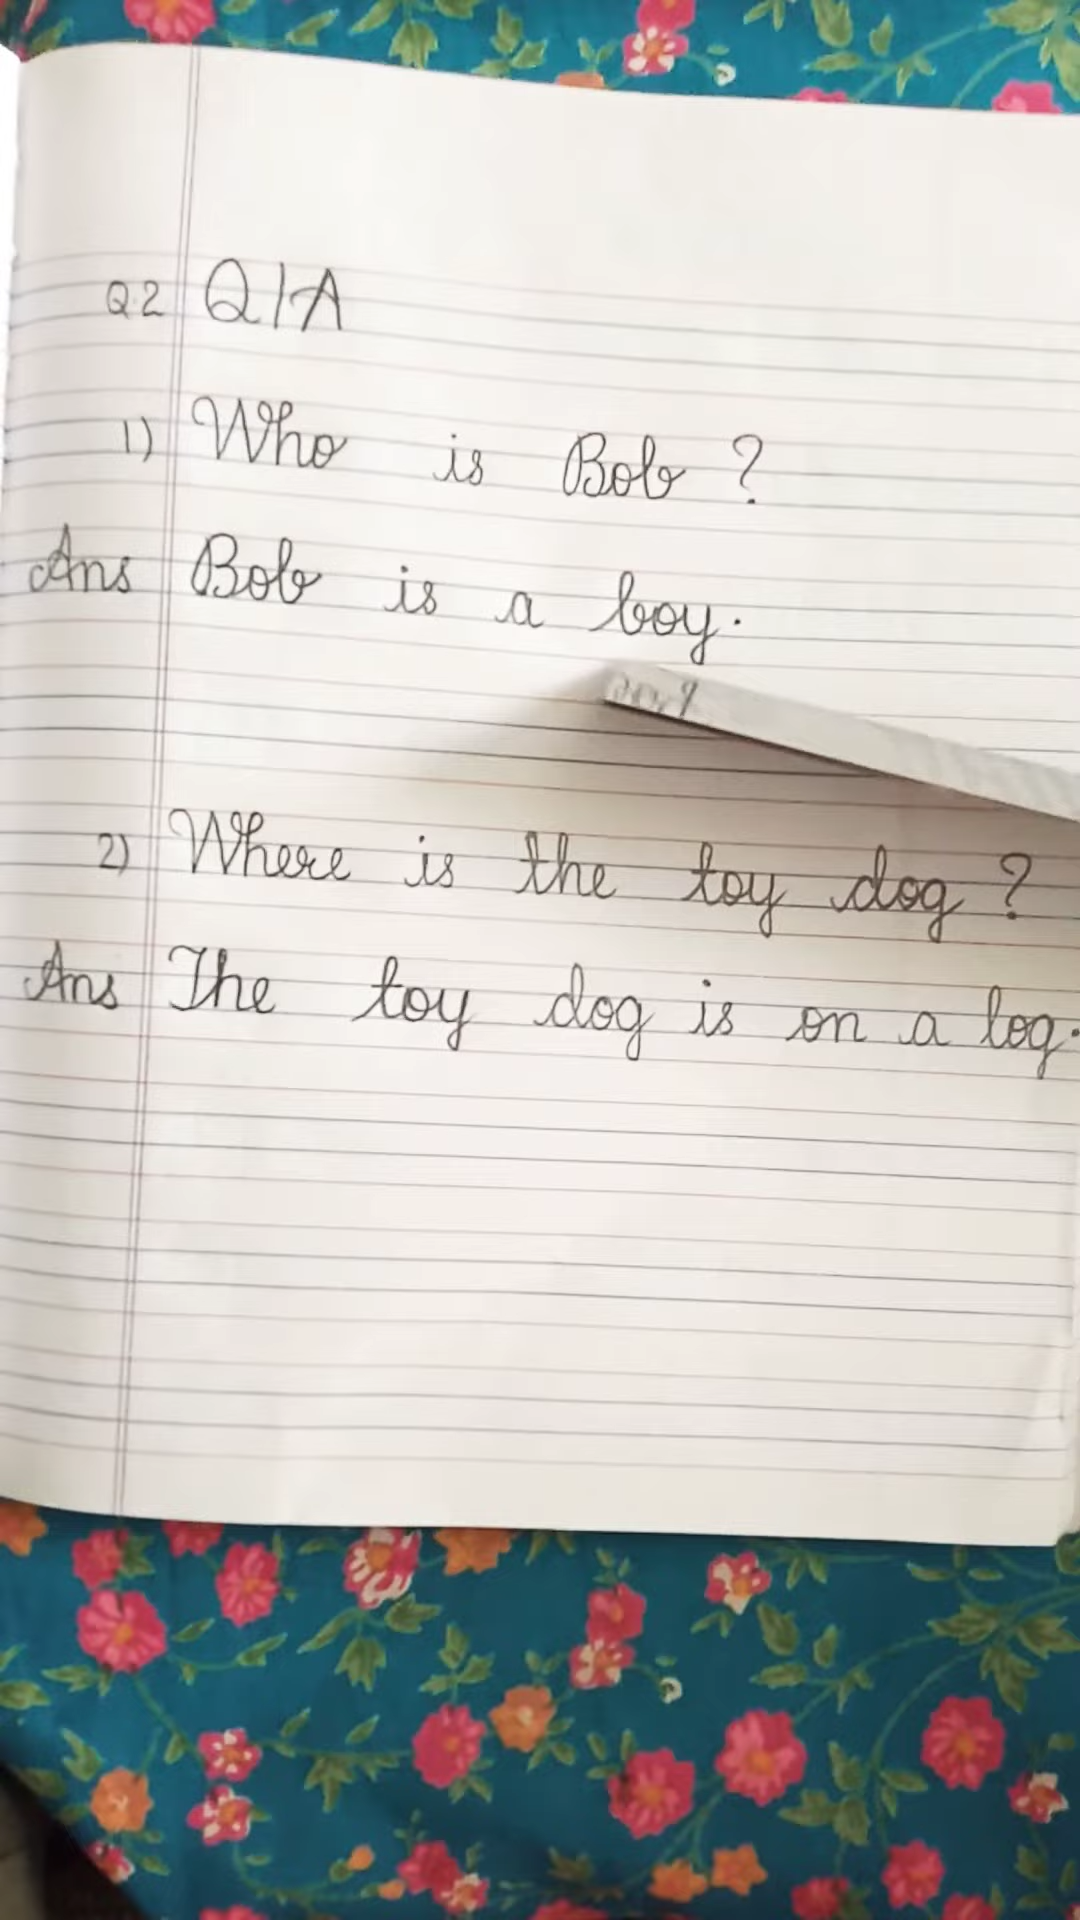 Q.2 Q/A
1) Who is Bob ?
Ans Bob is a boy.
2) Where is the toy dog ?
Ans The toy dog is on a log.